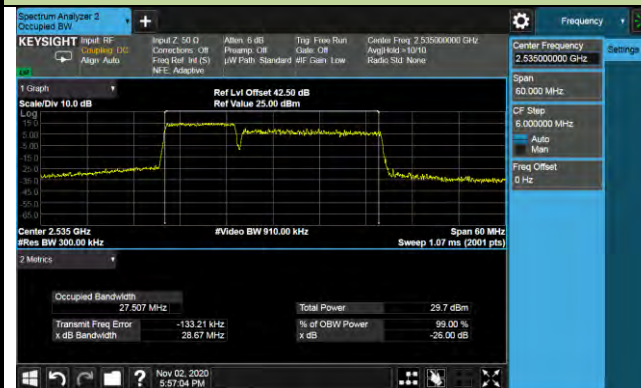 Spectrum Analyzer 2
Occupied BW
+
Frequency
KEYSIGHT
Input: RF
Coupling: DC
Align: Auto
Input Z: 50 Ω
Corrections: Off
Freq Ref: Int (S)
NFE: Adaptive
Atten: 6 dB
Preamp: Off
µW Path: Standard
Trig: Free Run
Gate: Off
#IF Gain: Low
Center Freq: 2.535000000 GHz
Avg|Hold:>10/10
Radio Std: None
Center Frequency
2.535000000 GHz
Settings
Span
60.000 MHz
CF Step
6.000000 MHz
Auto
Man
Freq Offset
0 Hz
1 Graph
Scale/Div 10.0 dB
Ref Lvl Offset 42.50 dB
Ref Value 25.00 dBm
Log
15.0
5.00
-5.00
-15.0
-25.0
-35.0
-45.0
-55.0
-65.0
Center 2.535 GHz
#Res BW 300.00 kHz
#Video BW 910.00 kHz
Span 60 MHz
Sweep 1.07 ms (2001 pts)
2 Metrics
Occupied Bandwidth
27.507 MHz
Total Power
29.7 dBm
Transmit Freq Error
-133.21 kHz
% of OBW Power
99.00 %
x dB Bandwidth
28.67 MHz
x dB
-26.00 dB
?
Nov 02, 2020
5:57:04 PM